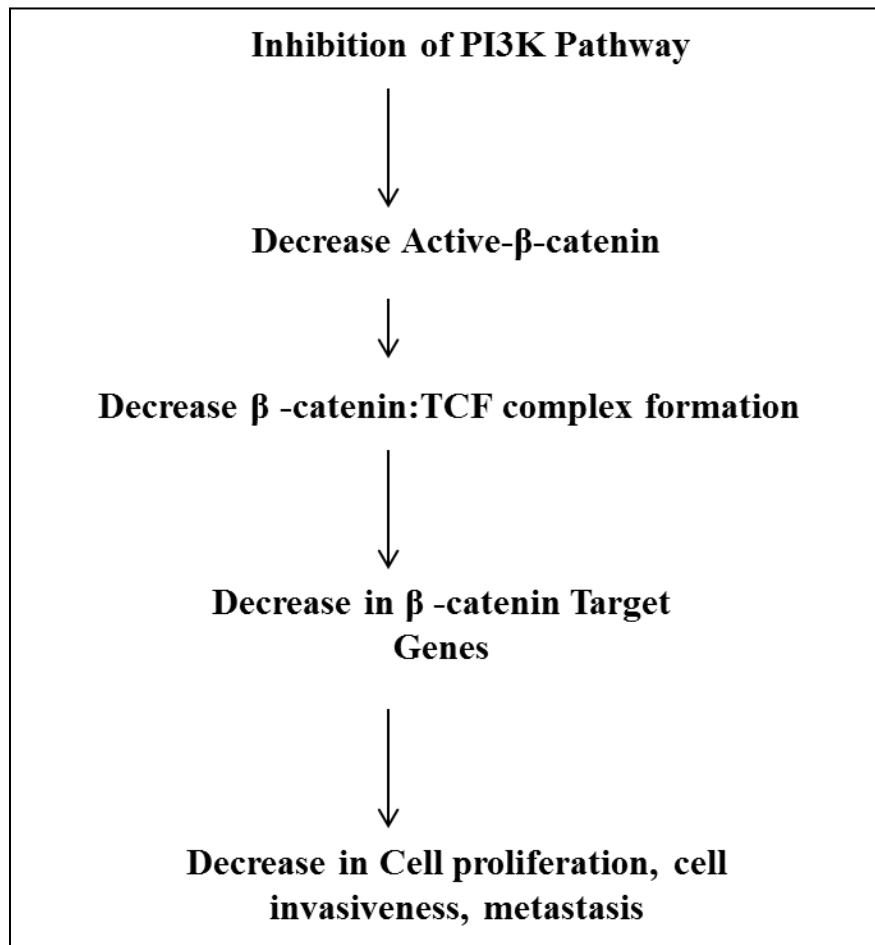 Inhibition of PI3K Pathway
Decrease Active-β-catenin
Decrease β -catenin:TCF complex formation
Decrease in β -catenin Target
Genes
Decrease in Cell proliferation, cell
invasiveness, metastasis